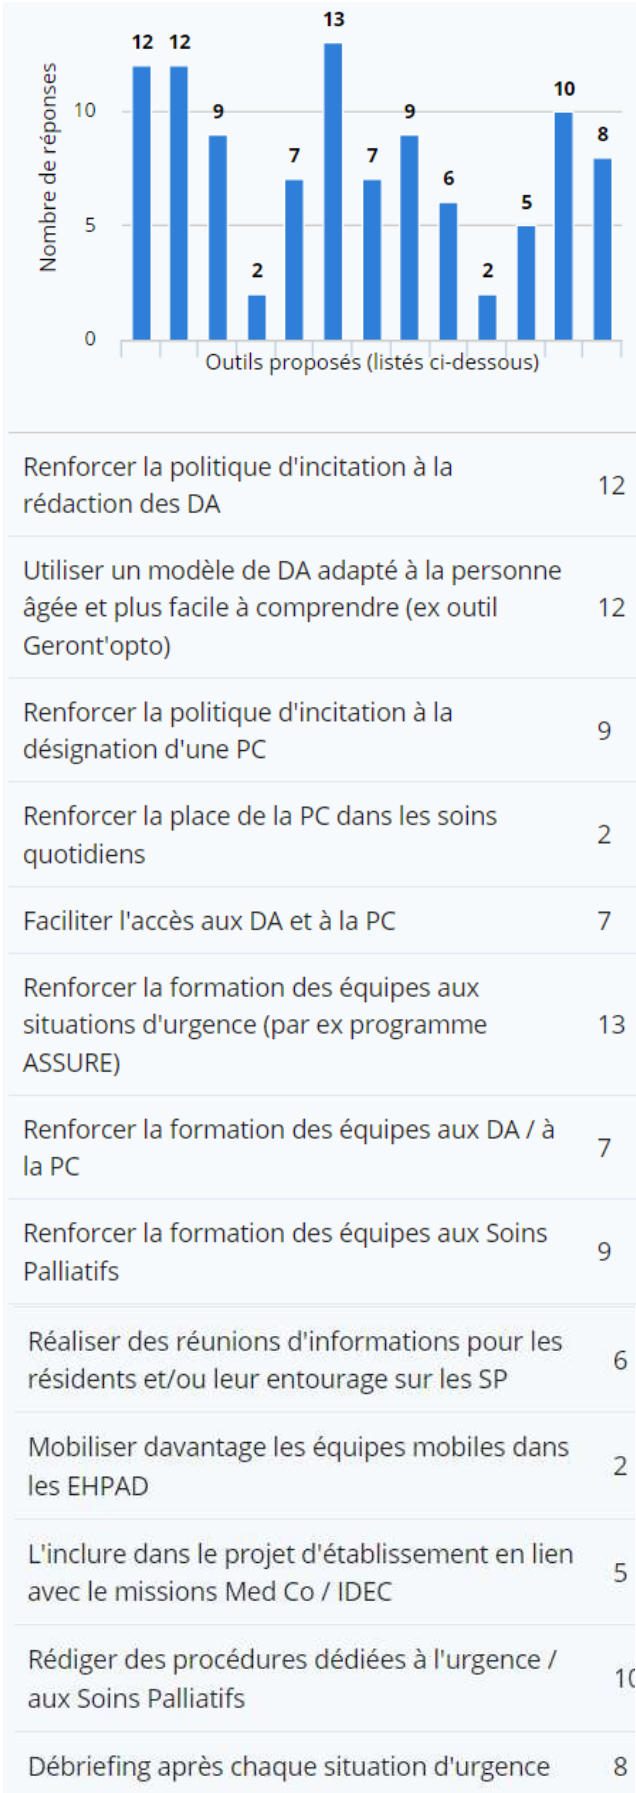 13
12 12
10
10
9
9
8
7
7
6
5
5
2
2
0
Nombre de réponses
Outils proposés (listés ci-dessous)
Renforcer la politique d'incitation à la
rédaction des DA
12
Utiliser un modèle de DA adapté à la personne
âgée et plus facile à comprendre (ex outil
Geront'opto)
12
Renforcer la politique d'incitation à la
désignation d'une PC
9
Renforcer la place de la PC dans les soins
quotidiens
2
Faciliter l'accès aux DA et à la PC
7
Renforcer la formation des équipes aux
situations d'urgence (par ex programme
ASSURE)
13
Renforcer la formation des équipes aux DA / à
la PC
7
Renforcer la formation des équipes aux Soins
Palliatifs
9
Réaliser des réunions d'informations pour les
résidents et/ou leur entourage sur les SP
6
Mobiliser davantage les équipes mobiles dans
les EHPAD
2
L'inclure dans le projet d'établissement en lien
avec le missions Med Co / IDEC
5
Rédiger des procédures dédiées à l'urgence /
aux Soins Palliatifs
10
Débriefing après chaque situation d'urgence
8